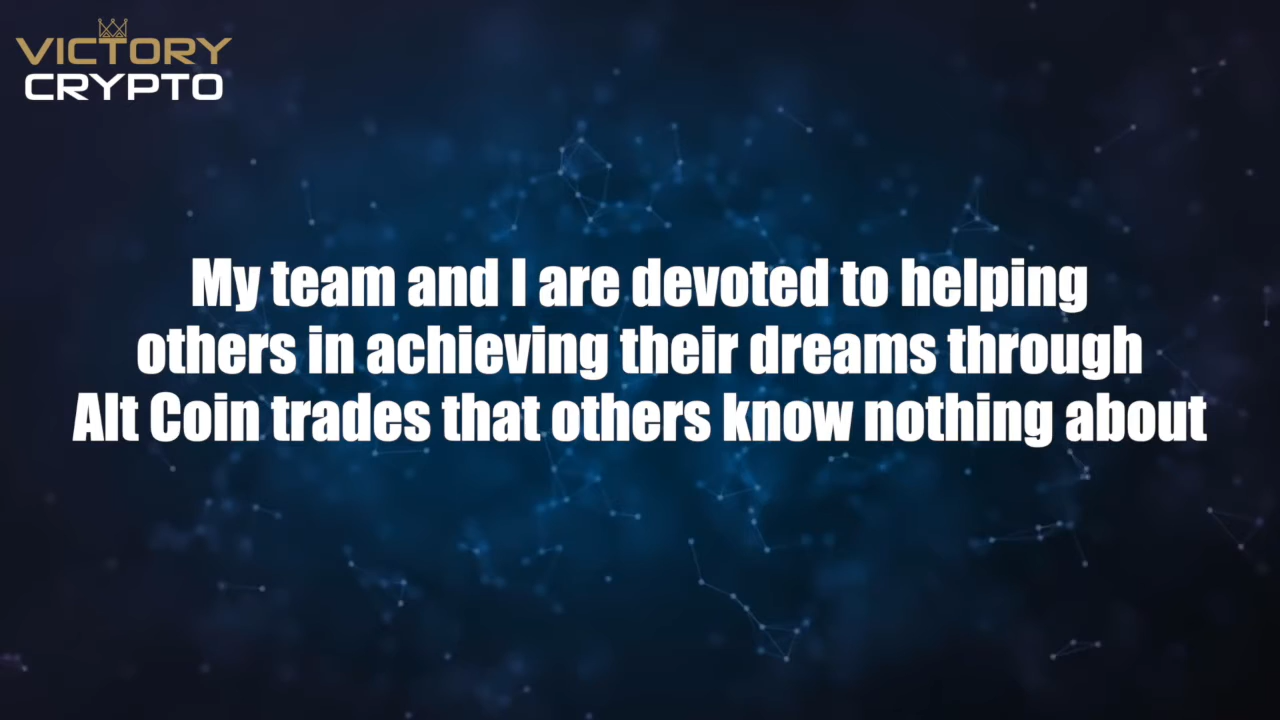 VICTORY
CRYPTO
My team and I are devoted to helping
others in achieving their dreams through
Alt Coin trades that others know nothing about